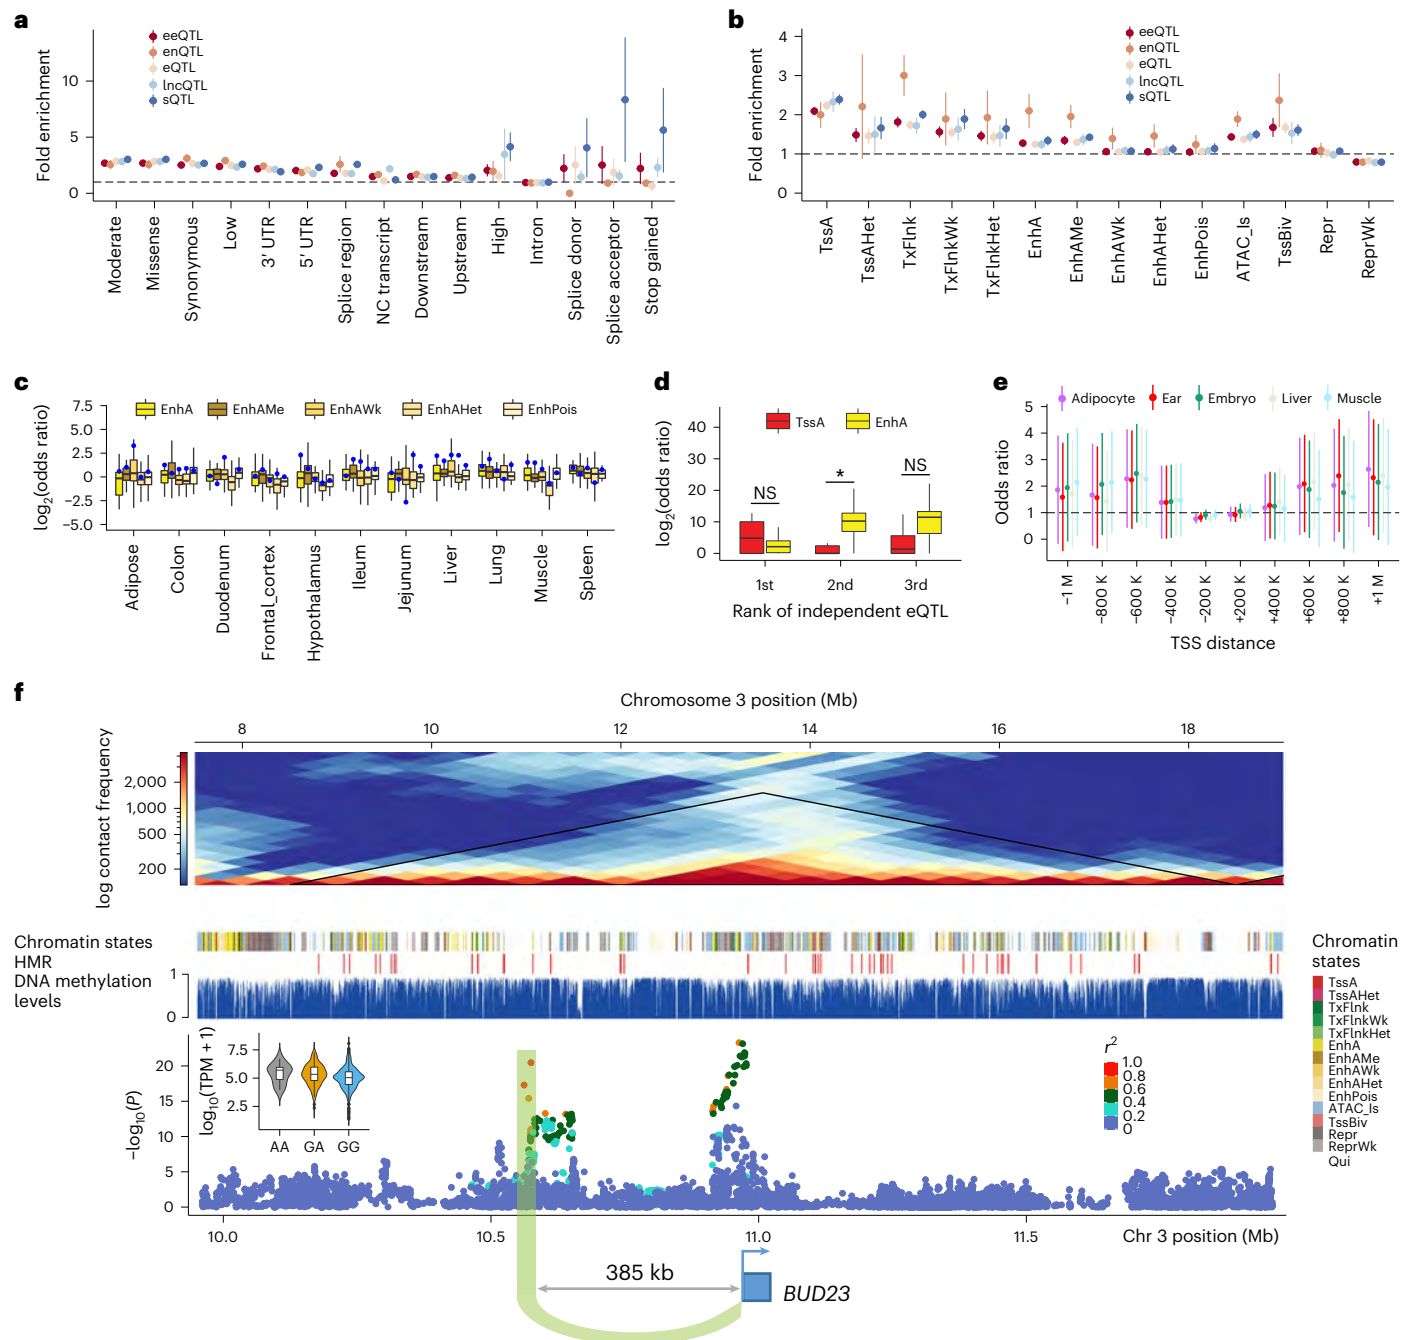 a
eeQTL
enQTL
eQTL
lncQTL
sQTL
Fold enrichment
10
5
0
Moderate
Missense
Synonymous
Low
3′ UTR
5′ UTR
Splice region
NC transcript
Downstream
Upstream
High
Intron
Splice donor
Splice acceptor
Stop gained
b
eeQTL
enQTL
eQTL
lncQTL
sQTL
Fold enrichment
4
3
2
1
0
TssA
TssAHet
TxFlnk
TxFlnkWk
TxFlnkHet
EnhA
EnhAMe
EnhAWk
EnhAHet
EnhPois
ATAC_Is
TssBiv
Repr
ReprWk
c
EnhA EnhAMe EnhAWk EnhAHet EnhPois
log2(odds ratio)
7.5
5.0
2.5
0
−2.5
−5.0
Adipose
Colon
Duodenum
Frontal_cortex
Hypothalamus
Ileum
Jejunum
Liver
Lung
Muscle
Spleen
d
TssA EnhA
log2(odds ratio)
40
30
20
10
0
NS
*
NS
1st 2nd 3rd
Rank of independent eQTL
e
Adipocyte Ear Embryo Liver Muscle
Odds ratio
5
4
3
2
1
0
−1 M
−800 K
−600 K
−400 K
−200 K
+200 K
+400 K
+600 K
+800 K
+1 M
TSS distance
f
Chromosome 3 position (Mb)
8 10 12 14 16 18
log contact frequency
2,000
1,000
500
200
Chromatin states
HMR
DNA methylation
levels
1
0
Chromatin
states
TssA
TssAHet
TxFlnk
TxFlnkWk
TxFlnkHet
EnhA
EnhAMe
EnhAWk
EnhAHet
EnhPois
ATAC_Is
TssBiv
Repr
ReprWk
Qui
−log10(P)
20
15
10
5
0
log10(TPM + 1)
7.5
5.0
2.5
AA GA GG
r2
1.0
0.8
0.6
0.4
0.2
0
10.0 10.5 11.0 11.5 Chr 3 position (Mb)
385 kb
BUD23